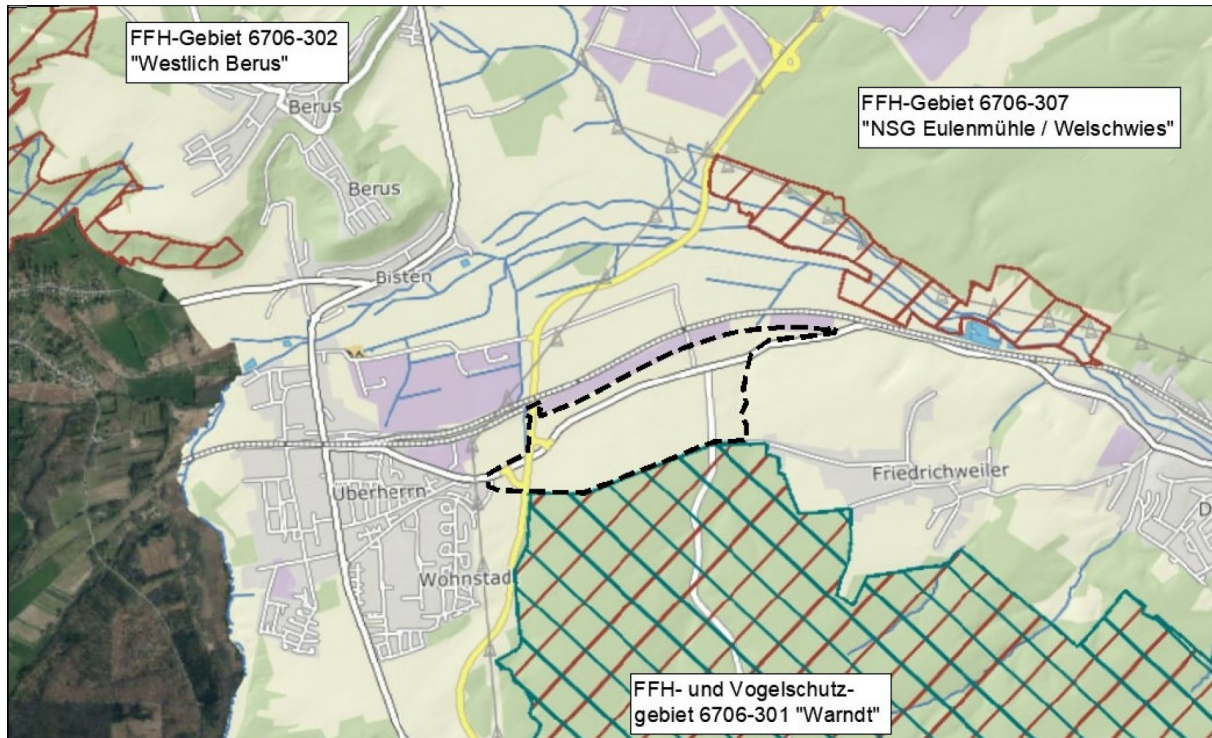 FFH-Gebiet 6706-302
"Westlich Berus"
FFH-Gebiet 6706-307
"NSG Eulenmühle / Welschwies"
Berus
Berus
Bisten
Überherrn
Friedrichweiler
D
Wohnstad
FFH- und Vogelschutz-
gebiet 6706-301 "Warndt"